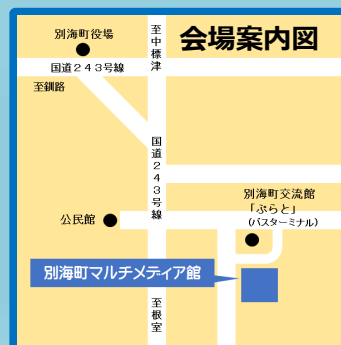 会場案内図
別海町役場
至中標津
国道243号線
至釧路
国道243号線
別海町交流館
「ぷらと」
(バスターミナル)
公民館
別海町マルチメディア館
至根室